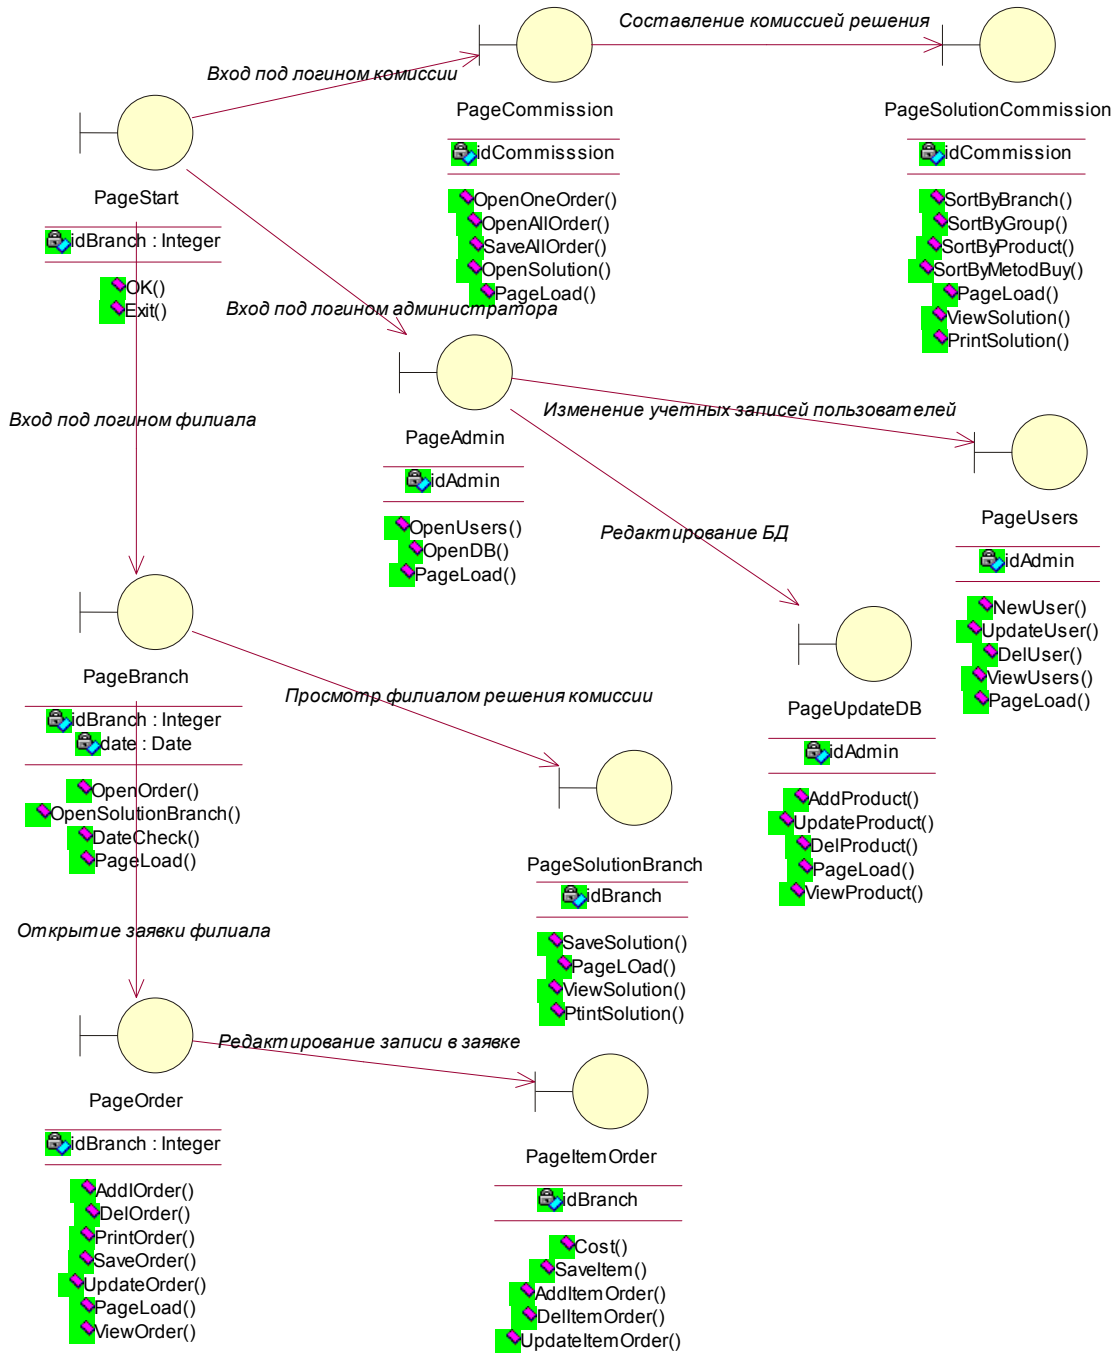 Составление комиссией решения
Вход под логином комиссии
PageCommission
idCommisssion
OpenOneOrder()
OpenAllOrder()
SaveAllOrder()
OpenSolution()
PageLoad()
PageSolutionCommission
idCommission
SortByBranch()
SortByGroup()
SortByProduct()
SortByMetodBuy()
PageLoad()
ViewSolution()
PrintSolution()
PageStart
idBranch : Integer
OK()
Exit()
Вход под логином администратора
Вход под логином филиала
PageAdmin
idAdmin
OpenUsers()
OpenDB()
PageLoad()
Изменение учетных записей пользователей
Редактирование БД
PageUsers
idAdmin
NewUser()
UpdateUser()
DelUser()
ViewUsers()
PageLoad()
PageBranch
idBranch : Integer
date : Date
OpenOrder()
OpenSolutionBranch()
DateCheck()
PageLoad()
Просмотр филиалом решения комиссии
PageUpdateDB
idAdmin
AddProduct()
UpdateProduct()
DelProduct()
PageLoad()
ViewProduct()
PageSolutionBranch
idBranch
SaveSolution()
PageLOad()
ViewSolution()
PtintSolution()
Открытие заявки филиала
Редактирование записи в заявке
PageOrder
idBranch : Integer
AddlOrder()
DelOrder()
PrintOrder()
SaveOrder()
UpdateOrder()
PageLoad()
ViewOrder()
PageItemOrder
idBranch
Cost()
SaveItem()
AddItemOrder()
DelItemOrder()
UpdateItemOrder()